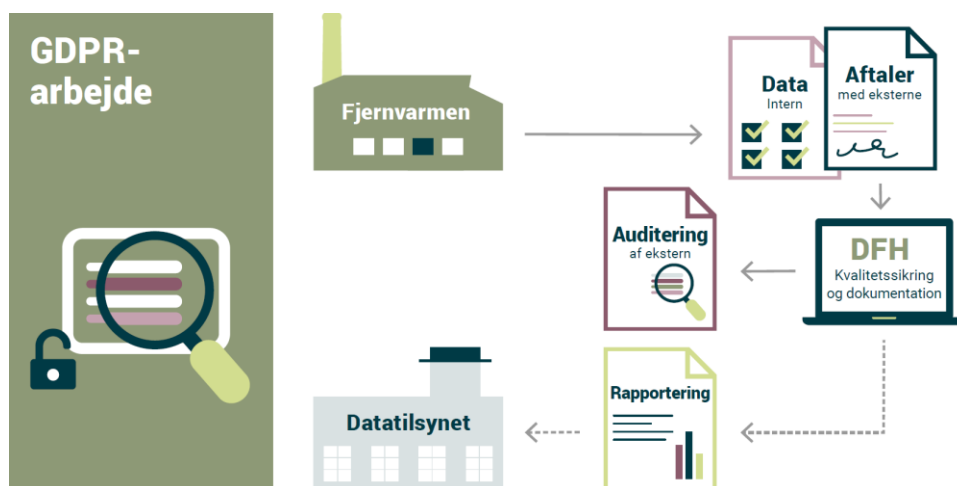 GDPR-
arbejde
Fjernvarmen
Data
Intern
Aftaler
med eksterne
DFH
Kvalitetssikring
og dokumentation
Auditering
af ekstern
Rapportering
Datatilsynet